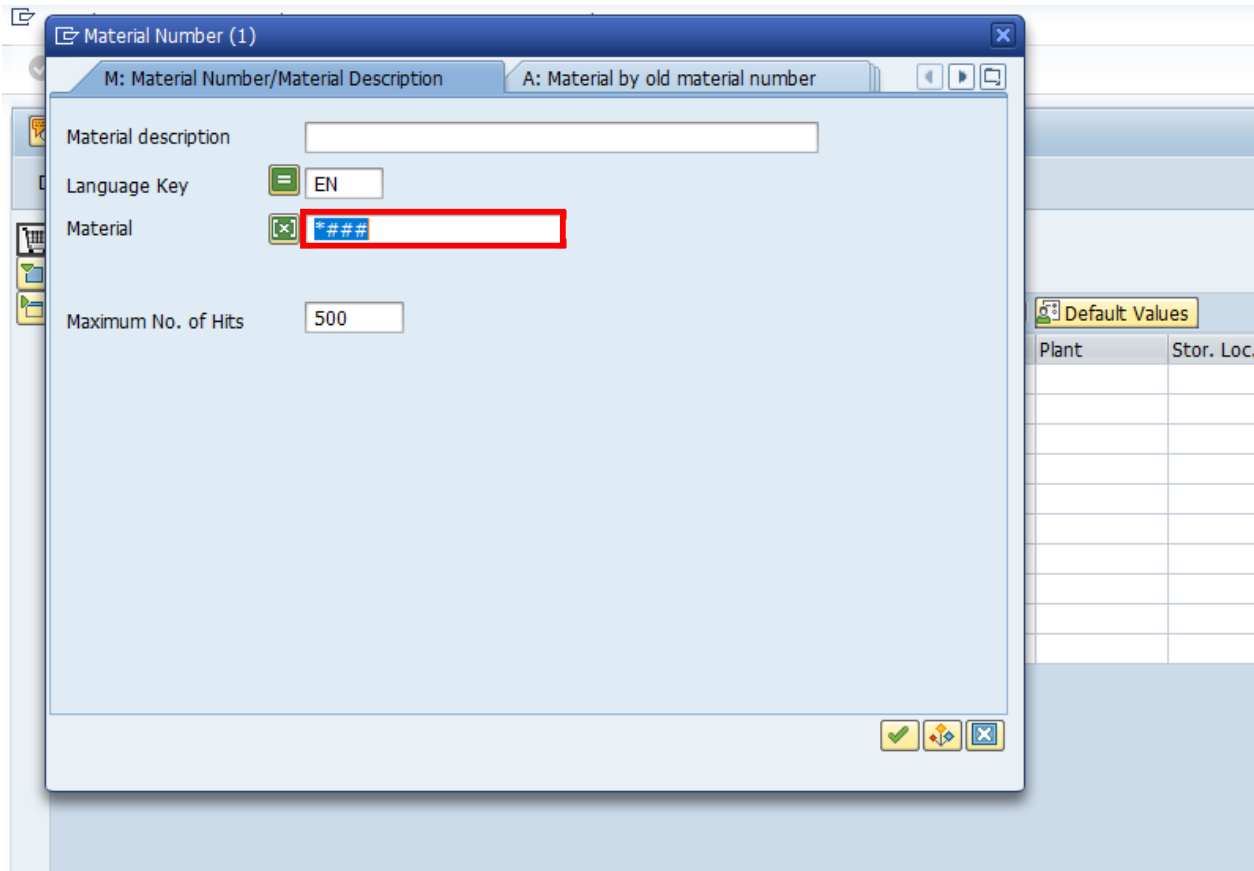 Material Number (1)
M: Material Number/Material Description
A: Material by old material number
Material description
Language Key
EN
Material
*###
Maximum No. of Hits
500
Default Values
Plant
Stor. Loc.